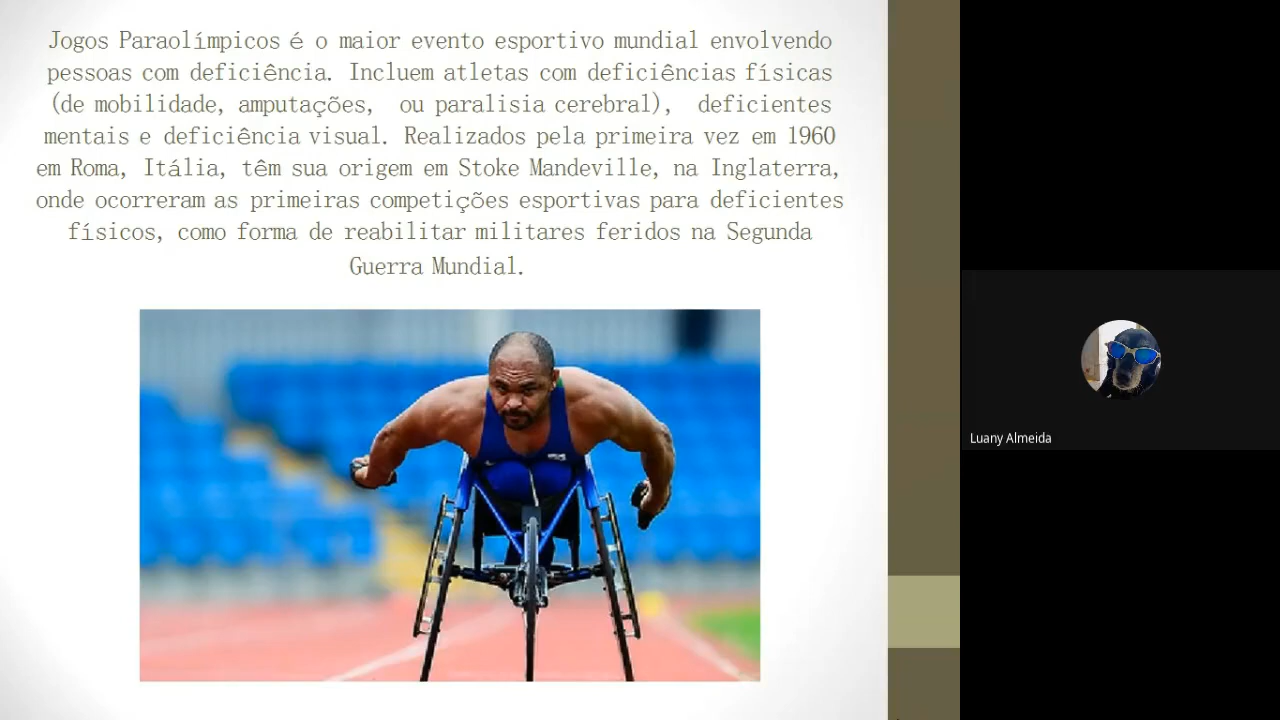 Jogos Paraolímpicos é o maior evento esportivo mundial envolvendo
pessoas com deficiência. Incluem atletas com deficiências físicas
(de mobilidade, amputações, ou paralisia cerebral), deficientes
mentais e deficiência visual. Realizados pela primeira vez em 1960
em Roma, Itália, têm sua origem em Stoke Mandeville, na Inglaterra,
onde ocorreram as primeiras competições esportivas para deficientes
físicos, como forma de reabilitar militares feridos na Segunda
Guerra Mundial.
Luany Almeida